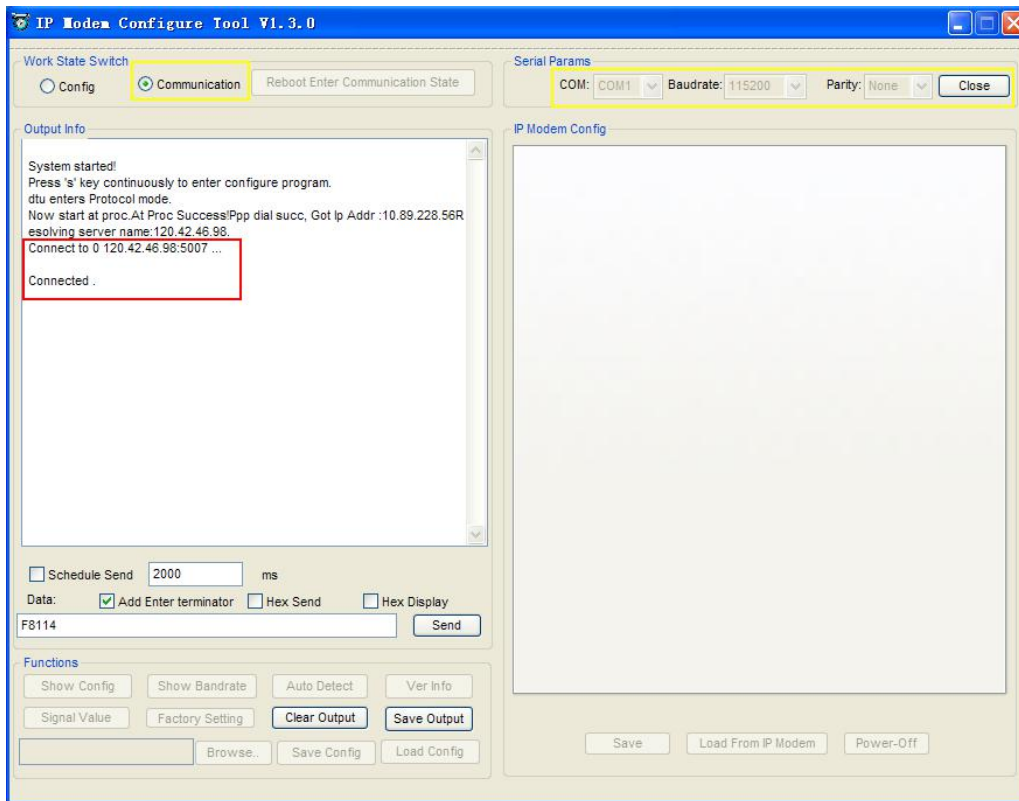 IP Modem Configure Tool V1.3.0
Work State Switch
Config
Communication
Reboot Enter Communication State
Serial Params
COM: COM1 Baudrate: 115200 Parity: None Close
Output Info
System started!
Press 's' key continuously to enter configure program.
dtu enters Protocol mode.
Now start at proc.At Proc Success!Ppp dial succ, Got Ip Addr :10.89.228.56R
esolving server name:120.42.46.98.
Connect to 0 120.42.46.98:5007 ...
Connected .
Schedule Send 2000 ms
Data: Add Enter terminator Hex Send Hex Display
F8114 Send
Functions
Show Config Show Bandrate Auto Detect Ver Info
Signal Value Factory Setting Clear Output Save Output
Browse.. Save Config Load Config
IP Modem Config
Save Load From IP Modem Power-Off